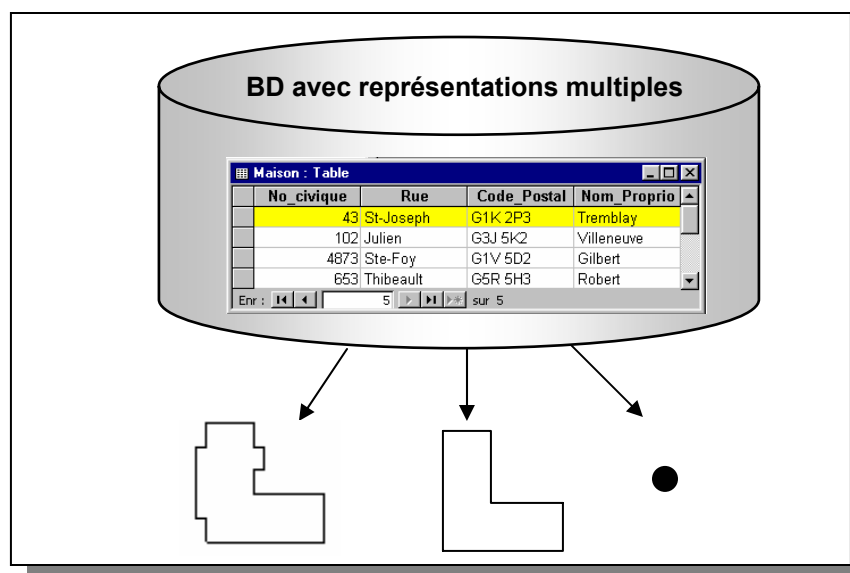 BD avec représentations multiples
Maison : Table
No_civique Rue Code_Postal Nom_Proprio
43 St-Joseph G1K 2P3 Tremblay
102 Julien G3J 5K2 Villeneuve
4873 Ste-Foy G1V 5D2 Gilbert
653 Thibeault G5R 5H3 Robert
Enr : 5 sur 5